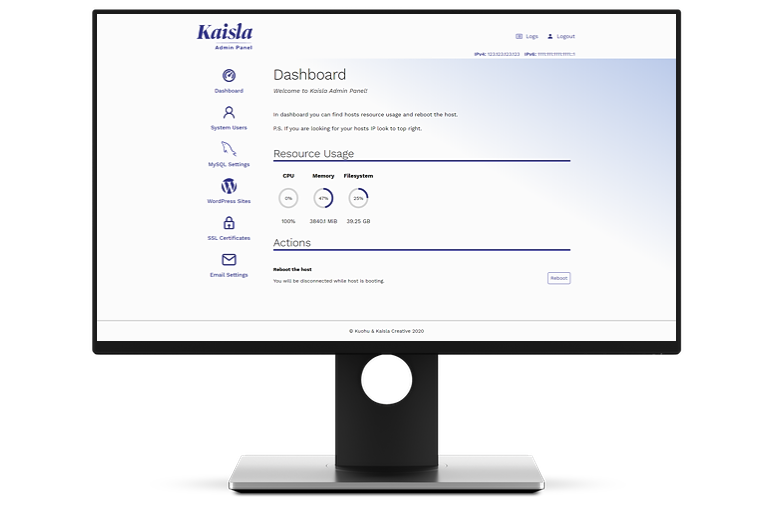 Kaisla
Admin Panel
Logs
Logout
IPv4: 123.123.123.123 IPv6:
Dashboard
System Users
MySQL Settings
WordPress Sites
SSL Certificates
Email Settings
Dashboard
Welcome to Kaisla Admin Panel!
In dashboard you can find hosts resource usage and reboot the host.
P.S. If you are looking for your hosts IP look to top right.
Resource Usage
CPU Memory Filesystem
0% 47% 25%
100% 3840.1 MiB 39.25 GB
Actions
Reboot the host
You will be disconnected while host is booting.
Reboot
© Kuohu & Kaisla Creative 2020